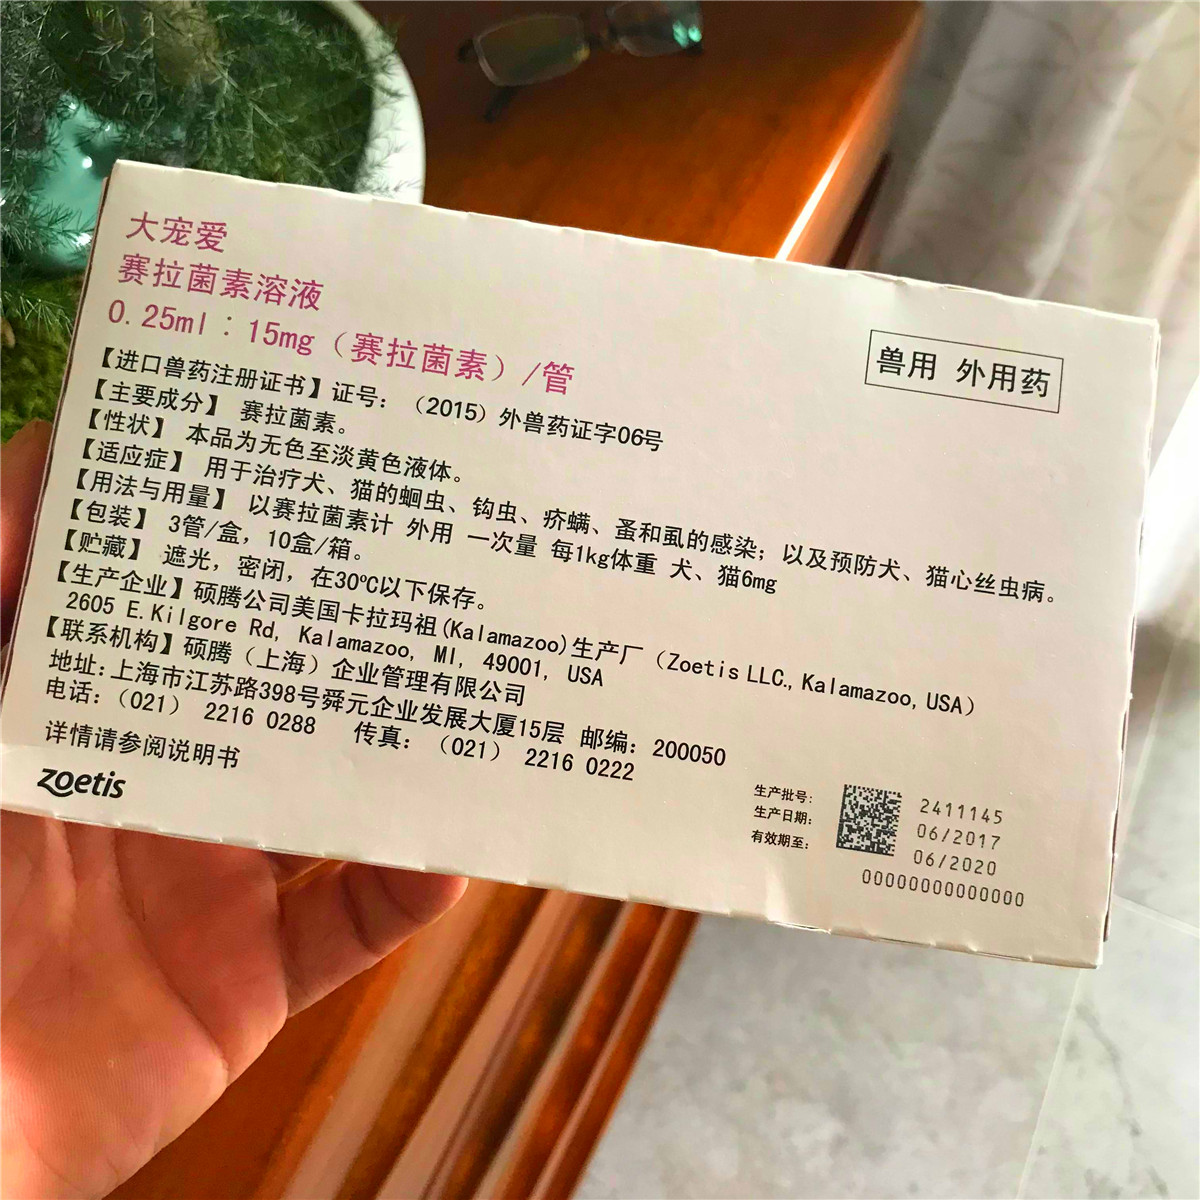 大宠爱
赛拉菌素溶液
0.25ml：15mg（赛拉菌素）/管
兽用 外用药
【进口兽药注册证书】证号：（2015）外兽药证字06号
【主要成分】 赛拉菌素。
【性状】 本品为无色至淡黄色液体。
【适应症】 用于治疗犬、猫的蛔虫、钩虫、疥螨、蚤和虱的感染；以及预防犬、猫心丝虫病。
【用法与用量】 以赛拉菌素计 外用 一次量 每1kg体重 犬、猫6mg
【包装】 3管/盒，10盒/箱。
【贮藏】 遮光，密闭，在30℃以下保存。
【生产企业】硕腾公司美国卡拉玛祖(Kalamazoo)生产厂（Zoetis LLC., Kalamazoo, USA）
2605 E.Kilgore Rd, Kalamazoo, MI, 49001, USA
【联系机构】硕腾（上海）企业管理有限公司
地址:上海市江苏路398号舜元企业发展大厦15层 邮编：200050
电话：（021） 2216 0288 传真：（021） 2216 0222
详情请参阅说明书
zoetis
生产批号： 2411145
生产日期： 06/2017
有效期至： 06/2020
00000000000000